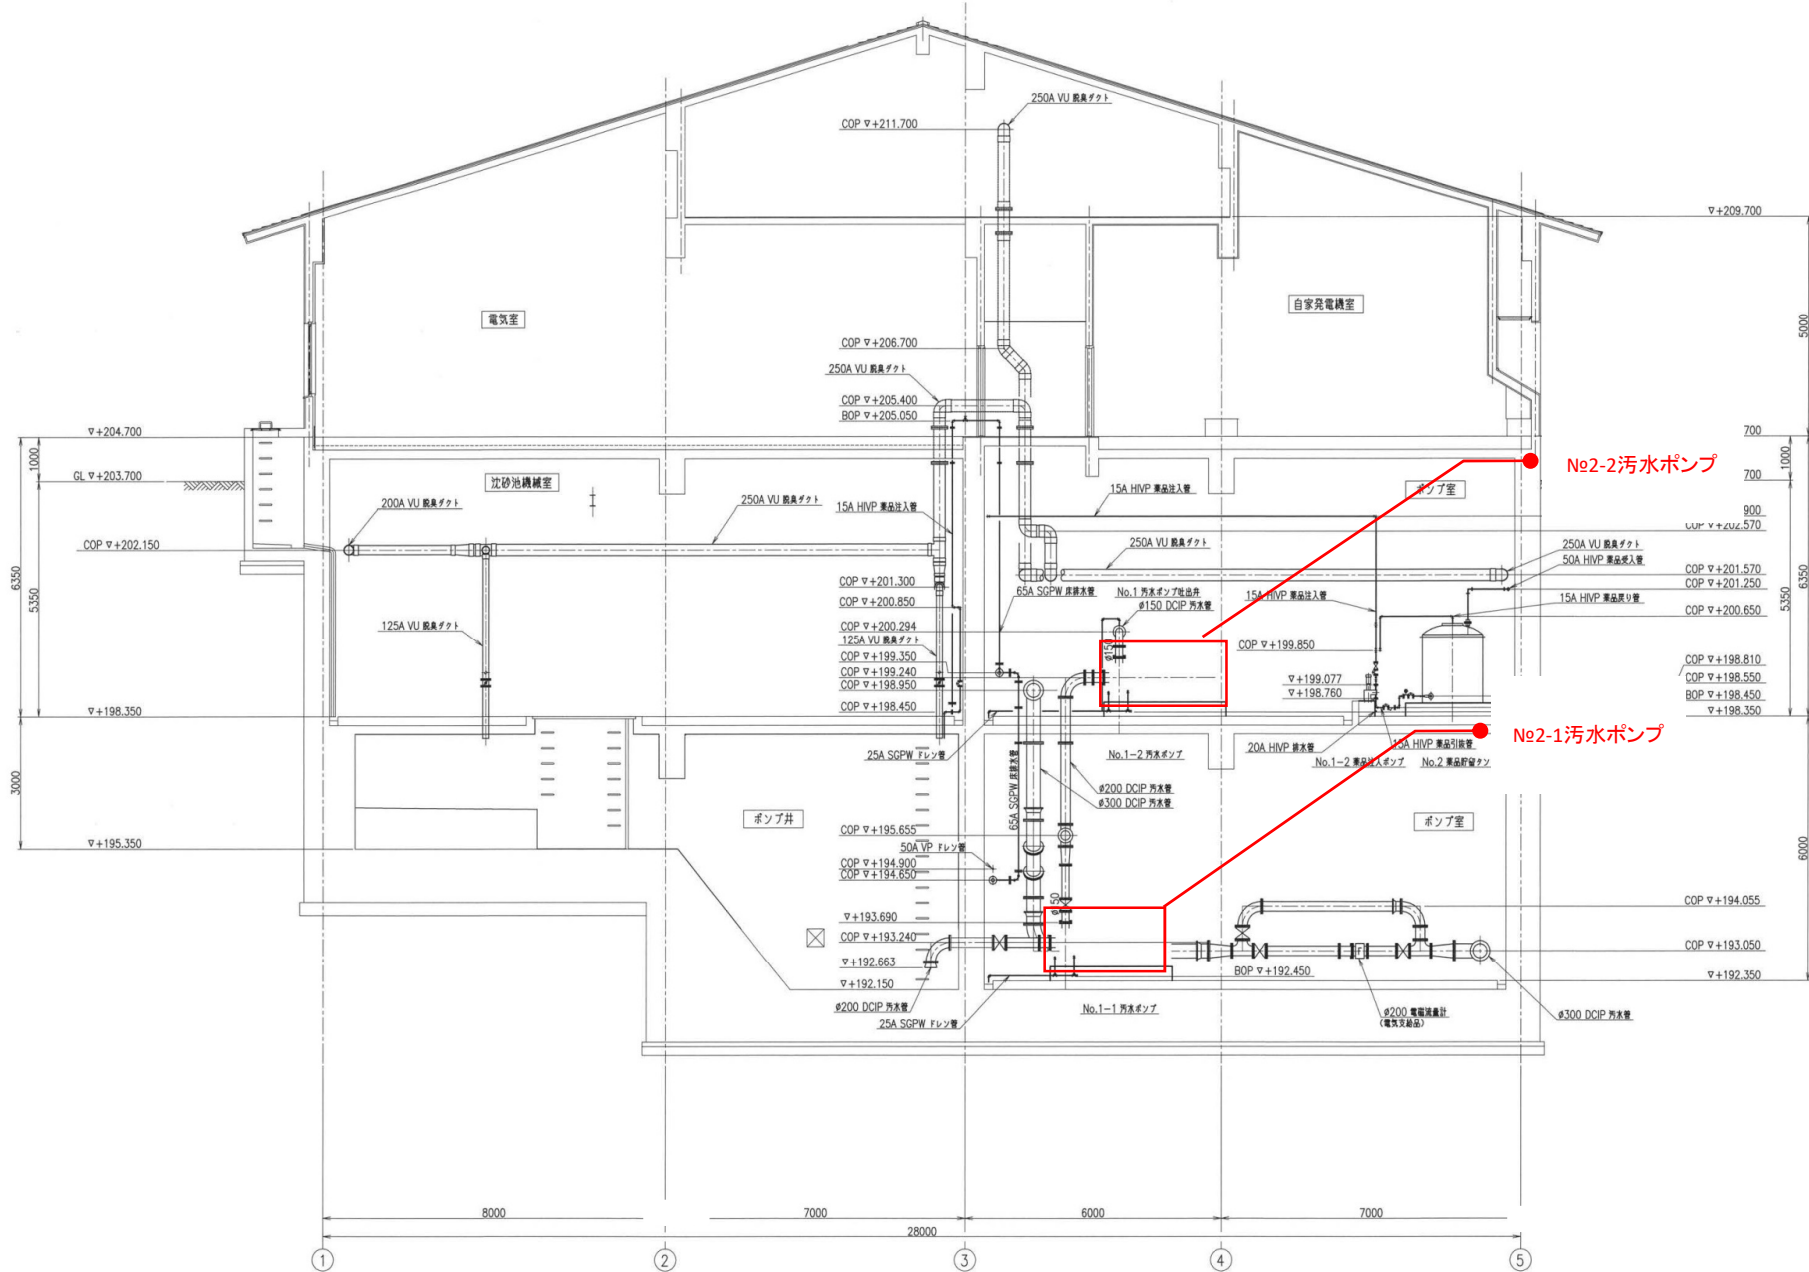 250A VU 脱臭ダクト
COP ▽+211.700
▽+209.700
電気室
自家発電機室
5000
COP ▽+206.700
250A VU 脱臭ダクト
COP ▽+205.400
BOP ▽+205.050
▽+204.700
700
1000
GL ▽+203.700
沈砂池機械室
№2-2汚水ポンプ
ポンプ室
1000
700
200A VU 脱臭ダクト
250A VU 脱臭ダクト
15A HIVP 薬品注入管
15A HIVP 薬品注入管
900
COP ▽+202.570
COP ▽+202.150
250A VU 脱臭ダクト
250A VU 脱臭ダクト
50A HIVP 薬品受入管
COP ▽+201.570
COP ▽+201.250
6350
5350
COP ▽+201.300
COP ▽+200.850
65A SGPW 床排水管
No.1 汚水ポンプ吐出弁
ø150 DCIP 汚水管
15A HIVP 薬品注入管
15A HIVP 薬品戻り管
COP ▽+200.650
5350
6350
125A VU 脱臭ダクト
COP ▽+200.294
125A VU 脱臭ダクト
ø150
COP ▽+199.850
COP ▽+199.350
COP ▽+199.240
COP ▽+198.950
COP ▽+198.450
▽+199.077
▽+198.760
COP ▽+198.810
COP ▽+198.550
BOP ▽+198.450
▽+198.350
▽+198.350
№2-1汚水ポンプ
25A SGPW ドレン管
No.1-2 汚水ポンプ
20A HIVP 排水管
15A HIVP 薬品引抜管
No.1-2 薬品注入ポンプ
No.2 薬品貯留タン
3000
65A SGPW 床排水管
ø200 DCIP 汚水管
ø300 DCIP 汚水管
ポンプ井
ポンプ室
COP ▽+195.655
▽+195.350
50A VP ドレン管
COP ▽+194.900
COP ▽+194.650
6000
ø150
COP ▽+194.055
▽+193.690
COP ▽+193.240
COP ▽+193.050
▽+192.663
BOP ▽+192.450
▽+192.350
▽+192.150
ø200 DCIP 汚水管
25A SGPW ドレン管
No.1-1 汚水ポンプ
F
ø200 電磁流量計
(電気支給品)
ø300 DCIP 汚水管
8000
7000
6000
7000
28000
1
2
3
4
5